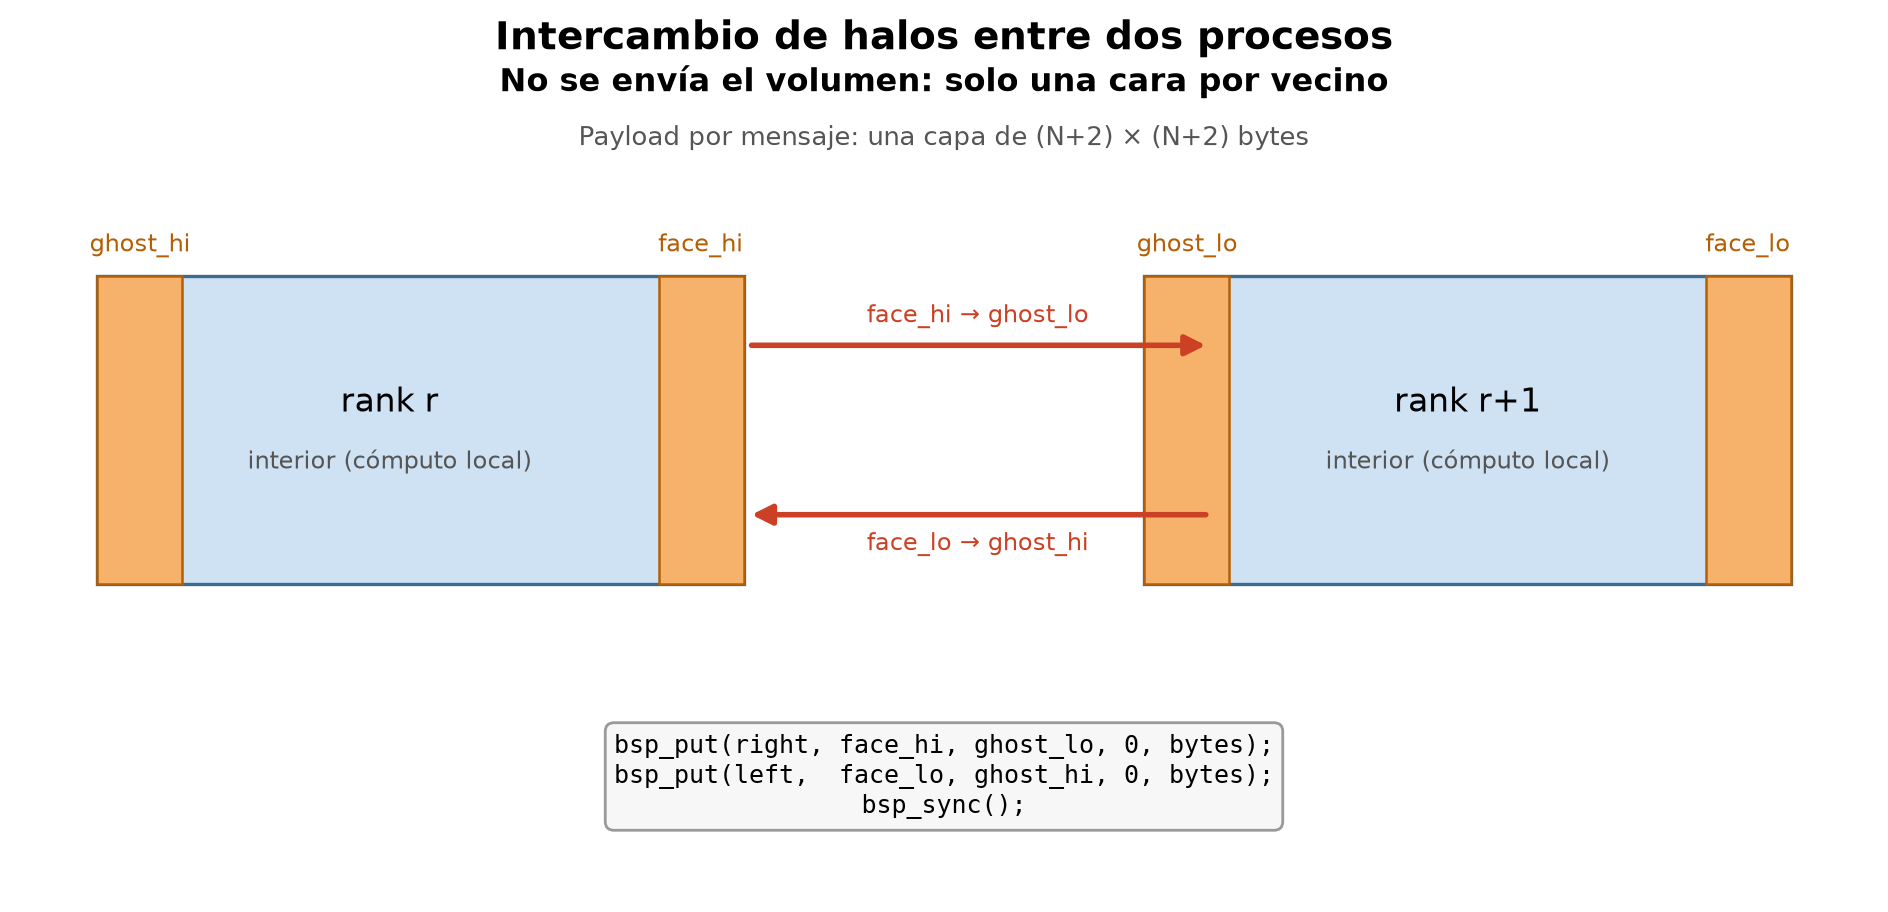 Intercambio de halos entre dos procesos
No se envía el volumen: solo una cara por vecino
Payload por mensaje: una capa de (N+2) × (N+2) bytes
ghost_hi
face_hi
ghost_lo
face_lo
face_hi → ghost_lo
rank r
rank r+1
interior (cómputo local)
interior (cómputo local)
face_lo → ghost_hi
bsp_put(right, face_hi, ghost_lo, 0, bytes);
bsp_put(left,  face_lo, ghost_hi, 0, bytes);
bsp_sync();